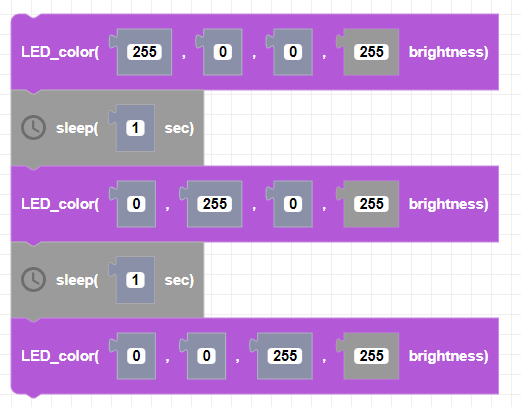 LED_color( 255 , 0 , 0 , 255 brightness)
sleep( 1 sec)
LED_color( 0 , 255 , 0 , 255 brightness)
sleep( 1 sec)
LED_color( 0 , 0 , 255 , 255 brightness)